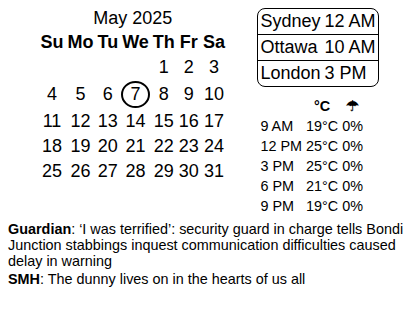 May 2025
Su Mo Tu We Th Fr Sa
1 2 3
4 5 6 7 8 9 10
11 12 13 14 15 16 17
18 19 20 21 22 23 24
25 26 27 28 29 30 31
Sydney 12 AM
Ottawa 10 AM
London 3 PM
°C ☂
9 AM 19°C 0%
12 PM 25°C 0%
3 PM 25°C 0%
6 PM 21°C 0%
9 PM 19°C 0%
Guardian: ‘I was terrified’: security guard in charge tells Bondi
Junction stabbings inquest communication difficulties caused
delay in warning
SMH: The dunny lives on in the hearts of us all